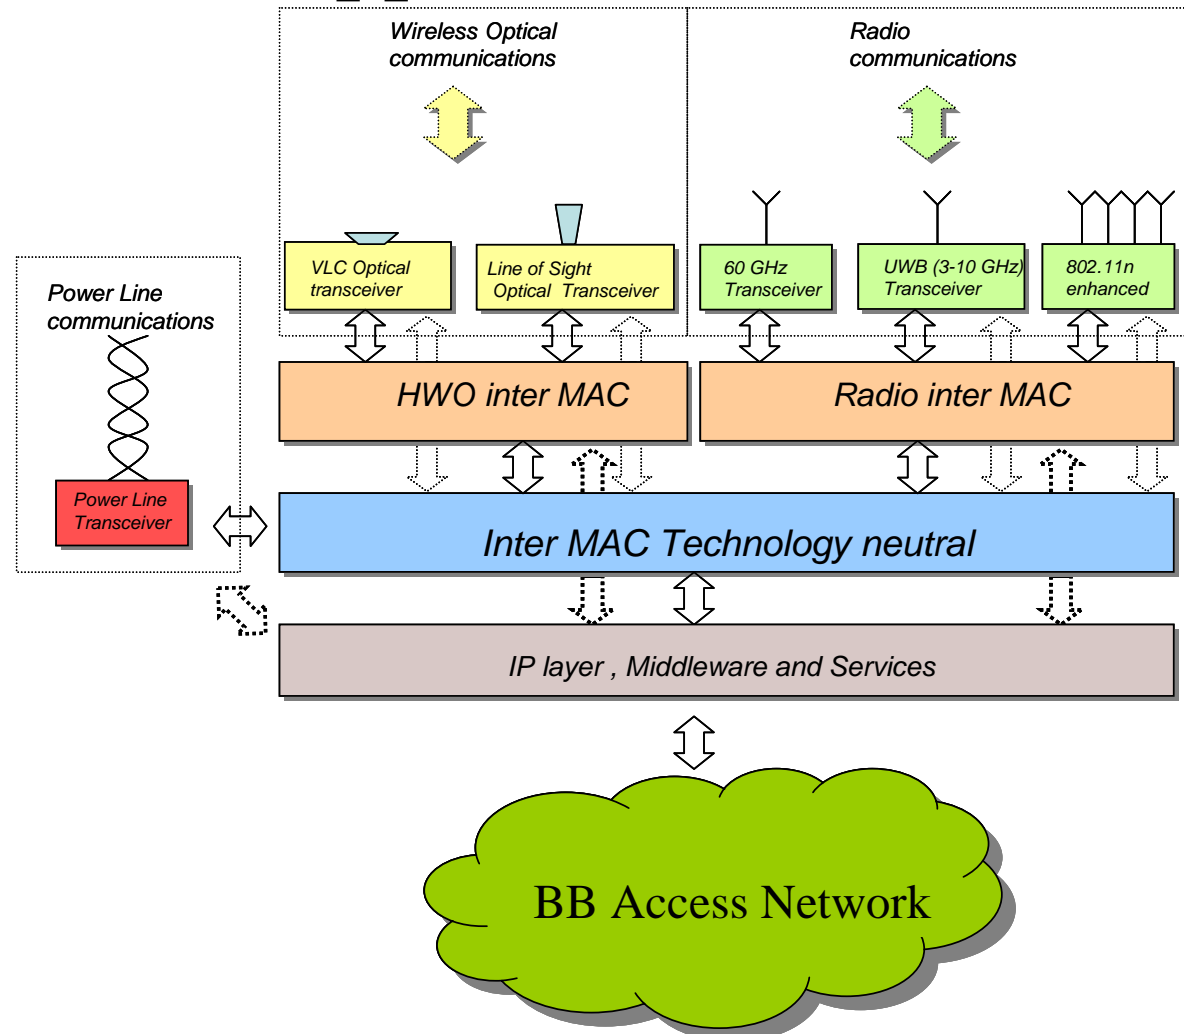 Wireless Optical
communications
Radio
communications
VLC Optical
transceiver
Line of Sight
Optical Transceiver
60 GHz
Transceiver
UWB (3-10 GHz)
Transceiver
802.11n
enhanced
Power Line
communications
HWO inter MAC
Radio inter MAC
Power Line
Transceiver
Inter MAC Technology neutral
IP layer , Middleware and Services
BB Access Network